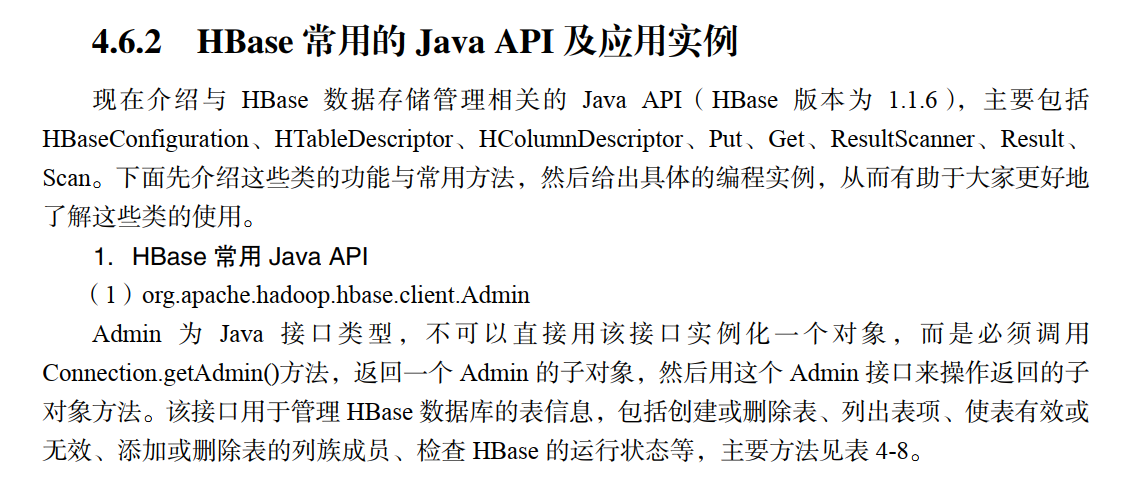 4.6.2 HBase 常用的 Java API 及应用实例
现在介绍与 HBase 数据存储管理相关的 Java API（HBase 版本为 1.1.6），主要包括
HBaseConfiguration、HTableDescriptor、HColumnDescriptor、Put、Get、ResultScanner、Result、
Scan。下面先介绍这些类的功能与常用方法，然后给出具体的编程实例，从而有助于大家更好地
了解这些类的使用。
1. HBase 常用 Java API
（1）org.apache.hadoop.hbase.client.Admin
Admin 为 Java 接口类型，不可以直接用该接口实例化一个对象，而是必须调用
Connection.getAdmin()方法，返回一个 Admin 的子对象，然后用这个 Admin 接口来操作返回的子
对象方法。该接口用于管理 HBase 数据库的表信息，包括创建或删除表、列出表项、使表有效或
无效、添加或删除表的列族成员、检查 HBase 的运行状态等，主要方法见表 4-8。